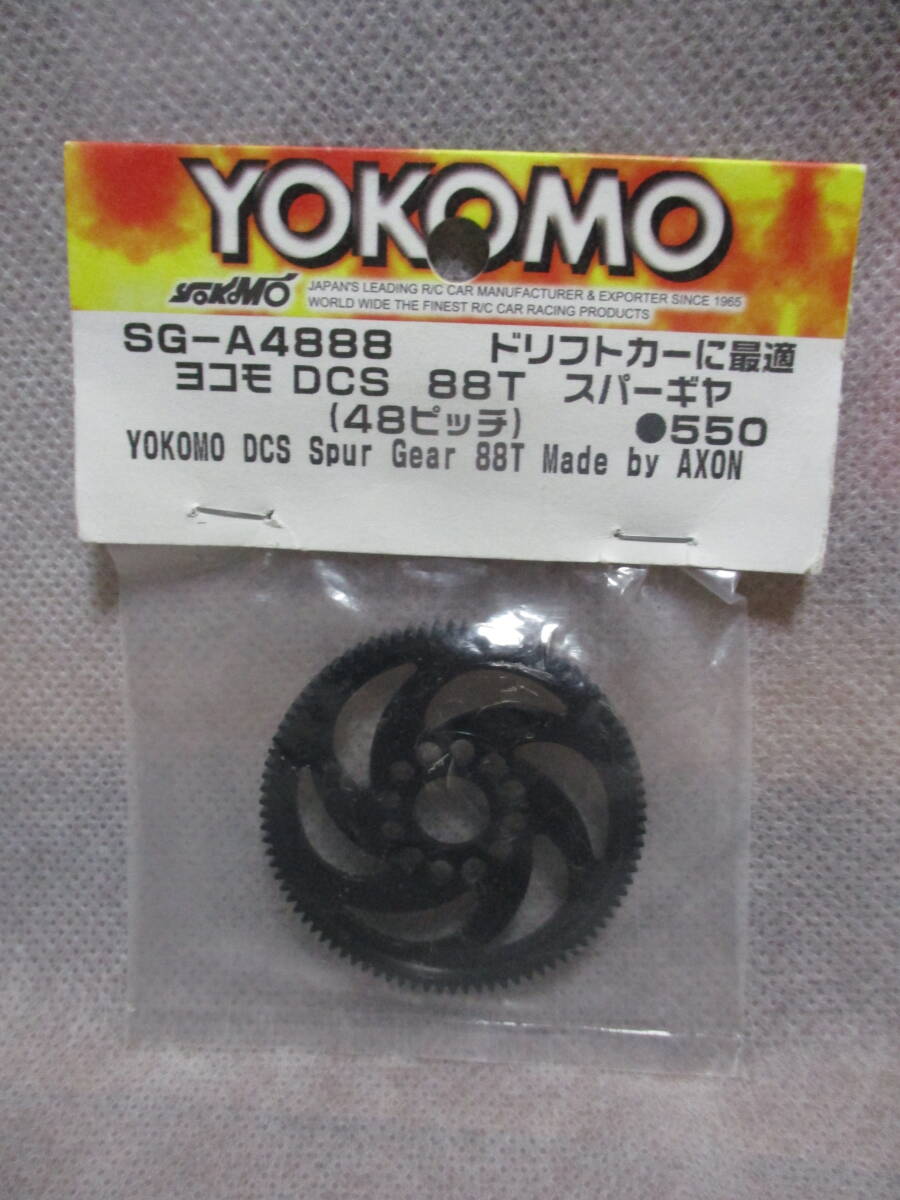 YOKOMO
YOKOMO JAPAN'S LEADING R/C CAR MANUFACTURER & EXPORTER SINCE 1965
WORLD WIDE THE FINEST R/C CAR RACING PRODUCTS
SG-A4888 ドリフトカーに最適
ヨコモ DCS 88T スパーギヤ
(48ピッチ) ●550
YOKOMO DCS Spur Gear 88T Made by AXON